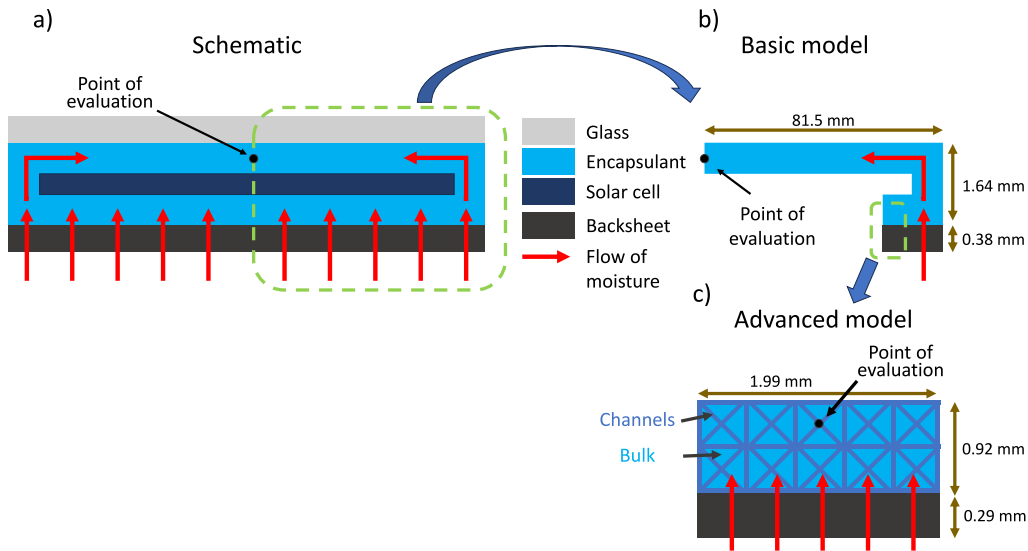 a)
Schematic
Point of
evaluation
Glass
Encapsulant
Solar cell
Backsheet
Flow of
moisture
b)
Basic model
81.5 mm
1.64 mm
0.38 mm
Point of
evaluation
c)
Advanced model
Point of
evaluation
1.99 mm
Channels
Bulk
0.92 mm
0.29 mm